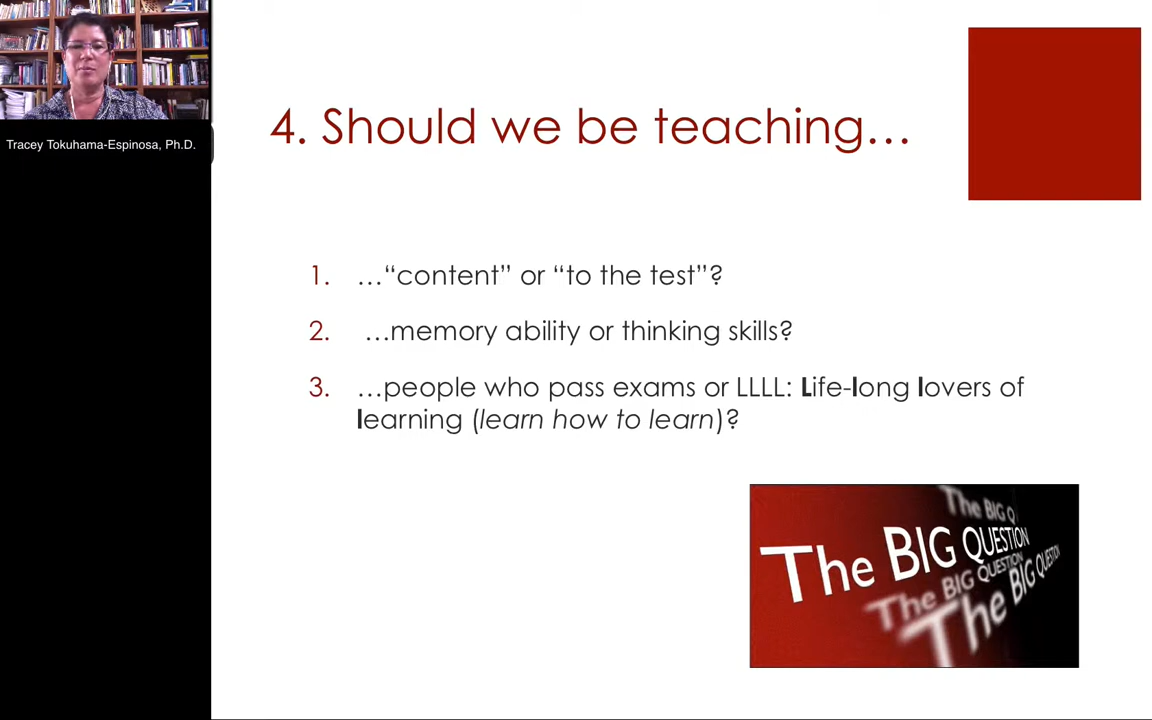 Tracey Tokuhama-Espinosa, Ph.D.
4. Should we be teaching…
1. …“content” or “to the test”?
2. …memory ability or thinking skills?
3. …people who pass exams or LLLL: Life-long lovers of
learning (learn how to learn)?
The BIG Q
The BIG QUESTION
The BIG QUESTION
The BIG QUESTION